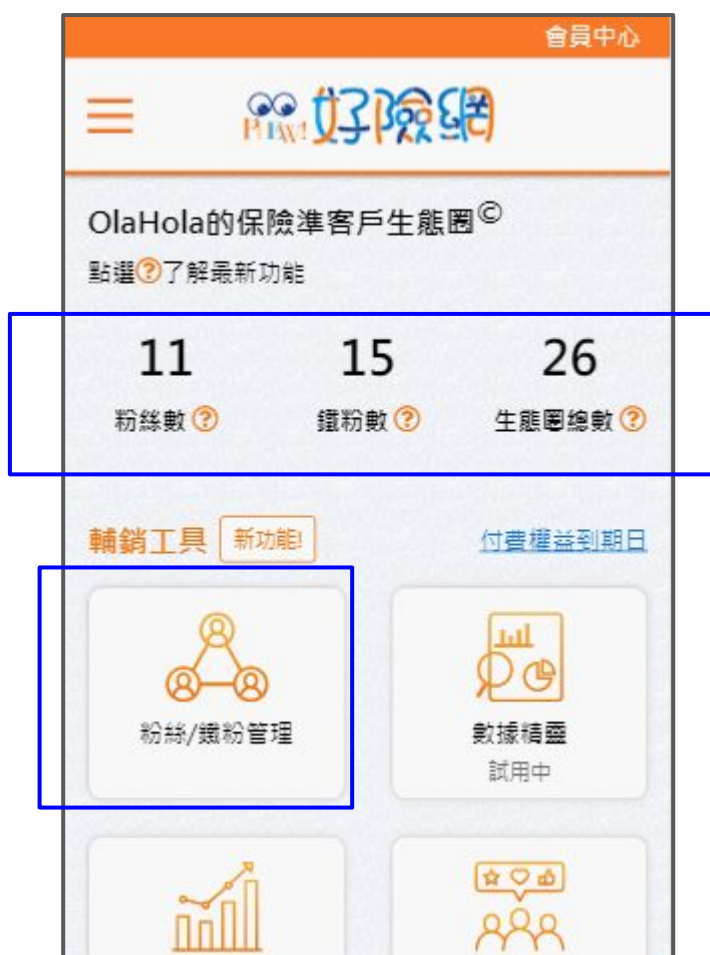 會員中心
PHEW! 好險網
OlaHola的保險準客戶生態圈©
點選?了解最新功能
11 15 26
粉絲數? 鐵粉數? 生態圈總數?
輔銷工具 新功能! 付費權益到期日
粉絲/鐵粉管理 數據精靈
試用中